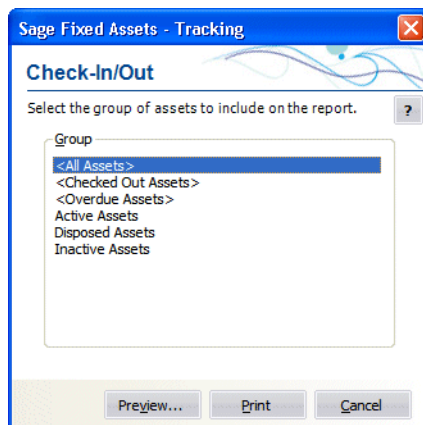 Sage Fixed Assets - Tracking
Check-In/Out
Select the group of assets to include on the report.
?
Group
<All Assets>
<Checked Out Assets>
<Overdue Assets>
Active Assets
Disposed Assets
Inactive Assets
Preview... Print Cancel